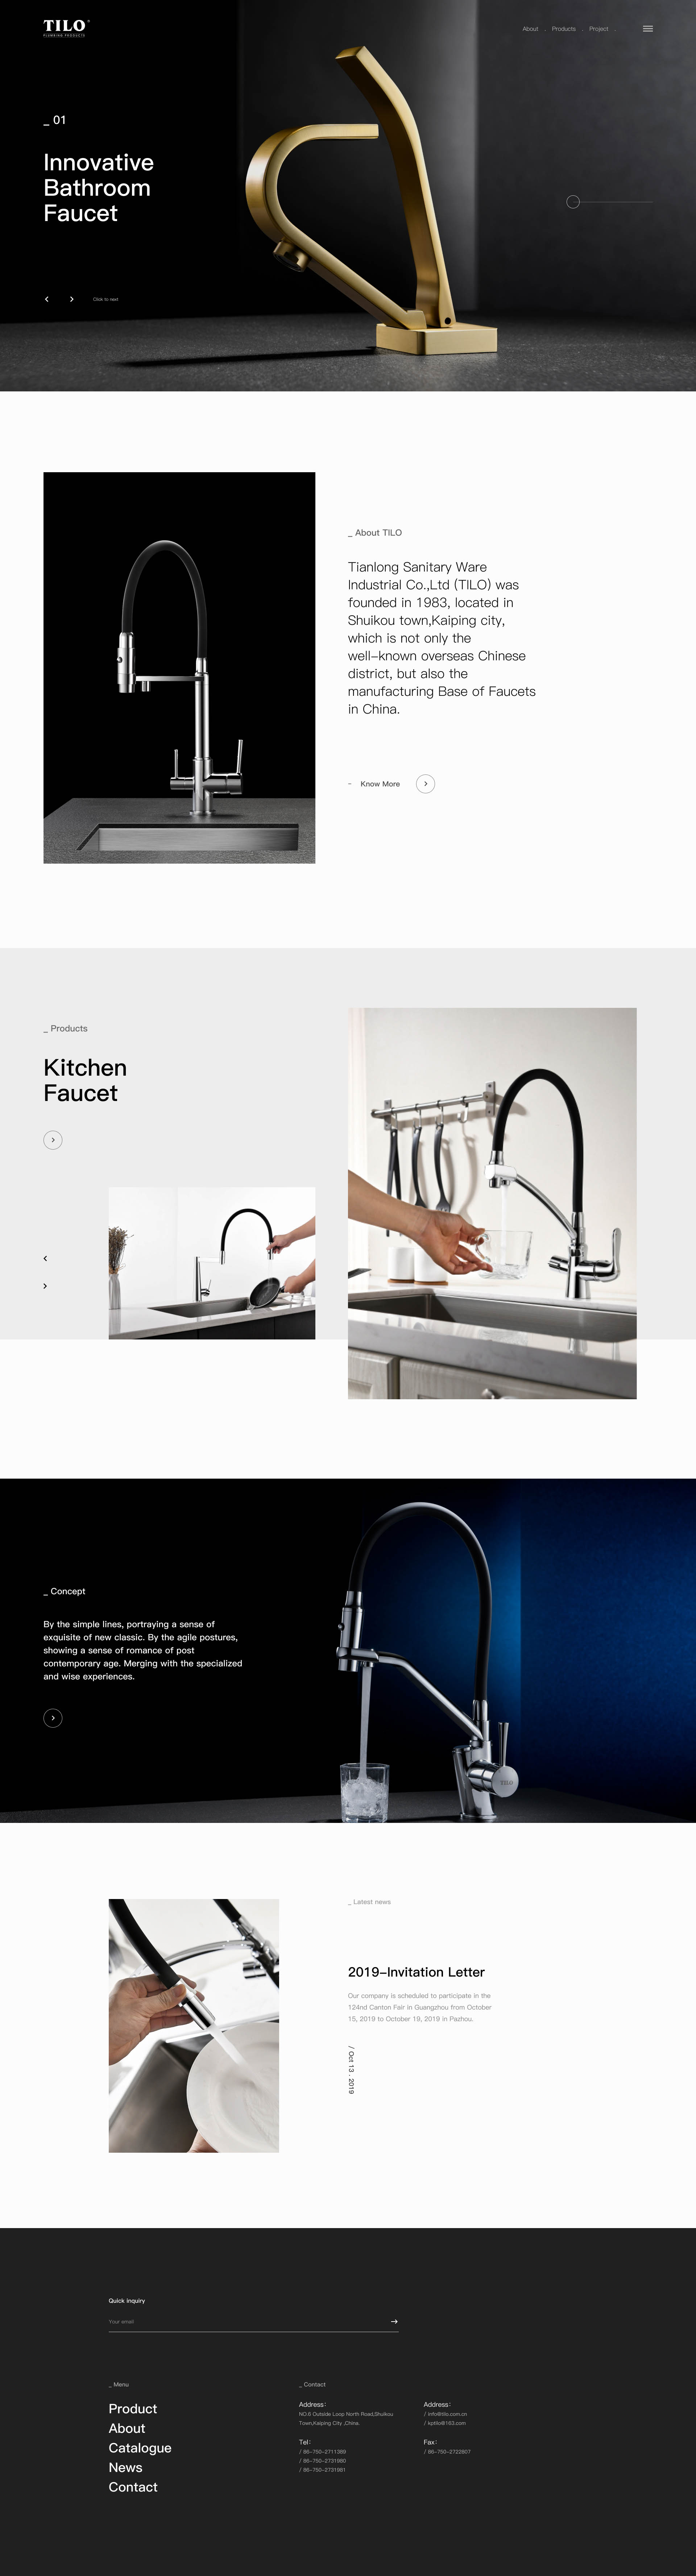 TILO®
PLUMBING PRODUCTS
About
Products
Project
_ 01
Innovative
Bathroom
Faucet
Click to next
_ About TILO
Tianlong Sanitary Ware
Industrial Co.,Ltd (TILO) was
founded in 1983, located in
Shuikou town,Kaiping city,
which is not only the
well-known overseas Chinese
district, but also the
manufacturing Base of Faucets
in China.
- Know More
_ Products
Kitchen
Faucet
_ Concept
By the simple lines, portraying a sense of
exquisite of new classic. By the agile postures,
showing a sense of romance of post
contemporary age. Merging with the specialized
and wise experiences.
TILO
_ Latest news
2019-Invitation Letter
Our company is scheduled to participate in the
124nd Canton Fair in Guangzhou from October
15, 2019 to October 19, 2019 in Pazhou.
/ Oct 13 . 2019
Quick inquiry
Your email
_ Menu
Product
About
Catalogue
News
Contact
_ Contact
Address:
NO.6 Outside Loop North Road,Shuikou
Town,Kaiping City ,China.
Tel:
/ 86-750-2711389
/ 86-750-2731990
/ 86-750-2731991
Address:
/ info@tilo.com.cn
/ kptilo@163.com
Fax:
/ 86-750-2722807